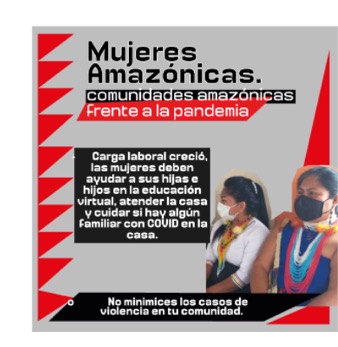 Mujeres
Amazónicas.
comunidades amazónicas
Frente a la pandemia
Carga laboral creció,
las mujeres deben
ayudar a sus hijas e
hijos en la educación
virtual, atender la casa
y cuidar si hay algún
familiar con COVID en la
casa.
No minimices los casos de
violencia en tu comunidad.